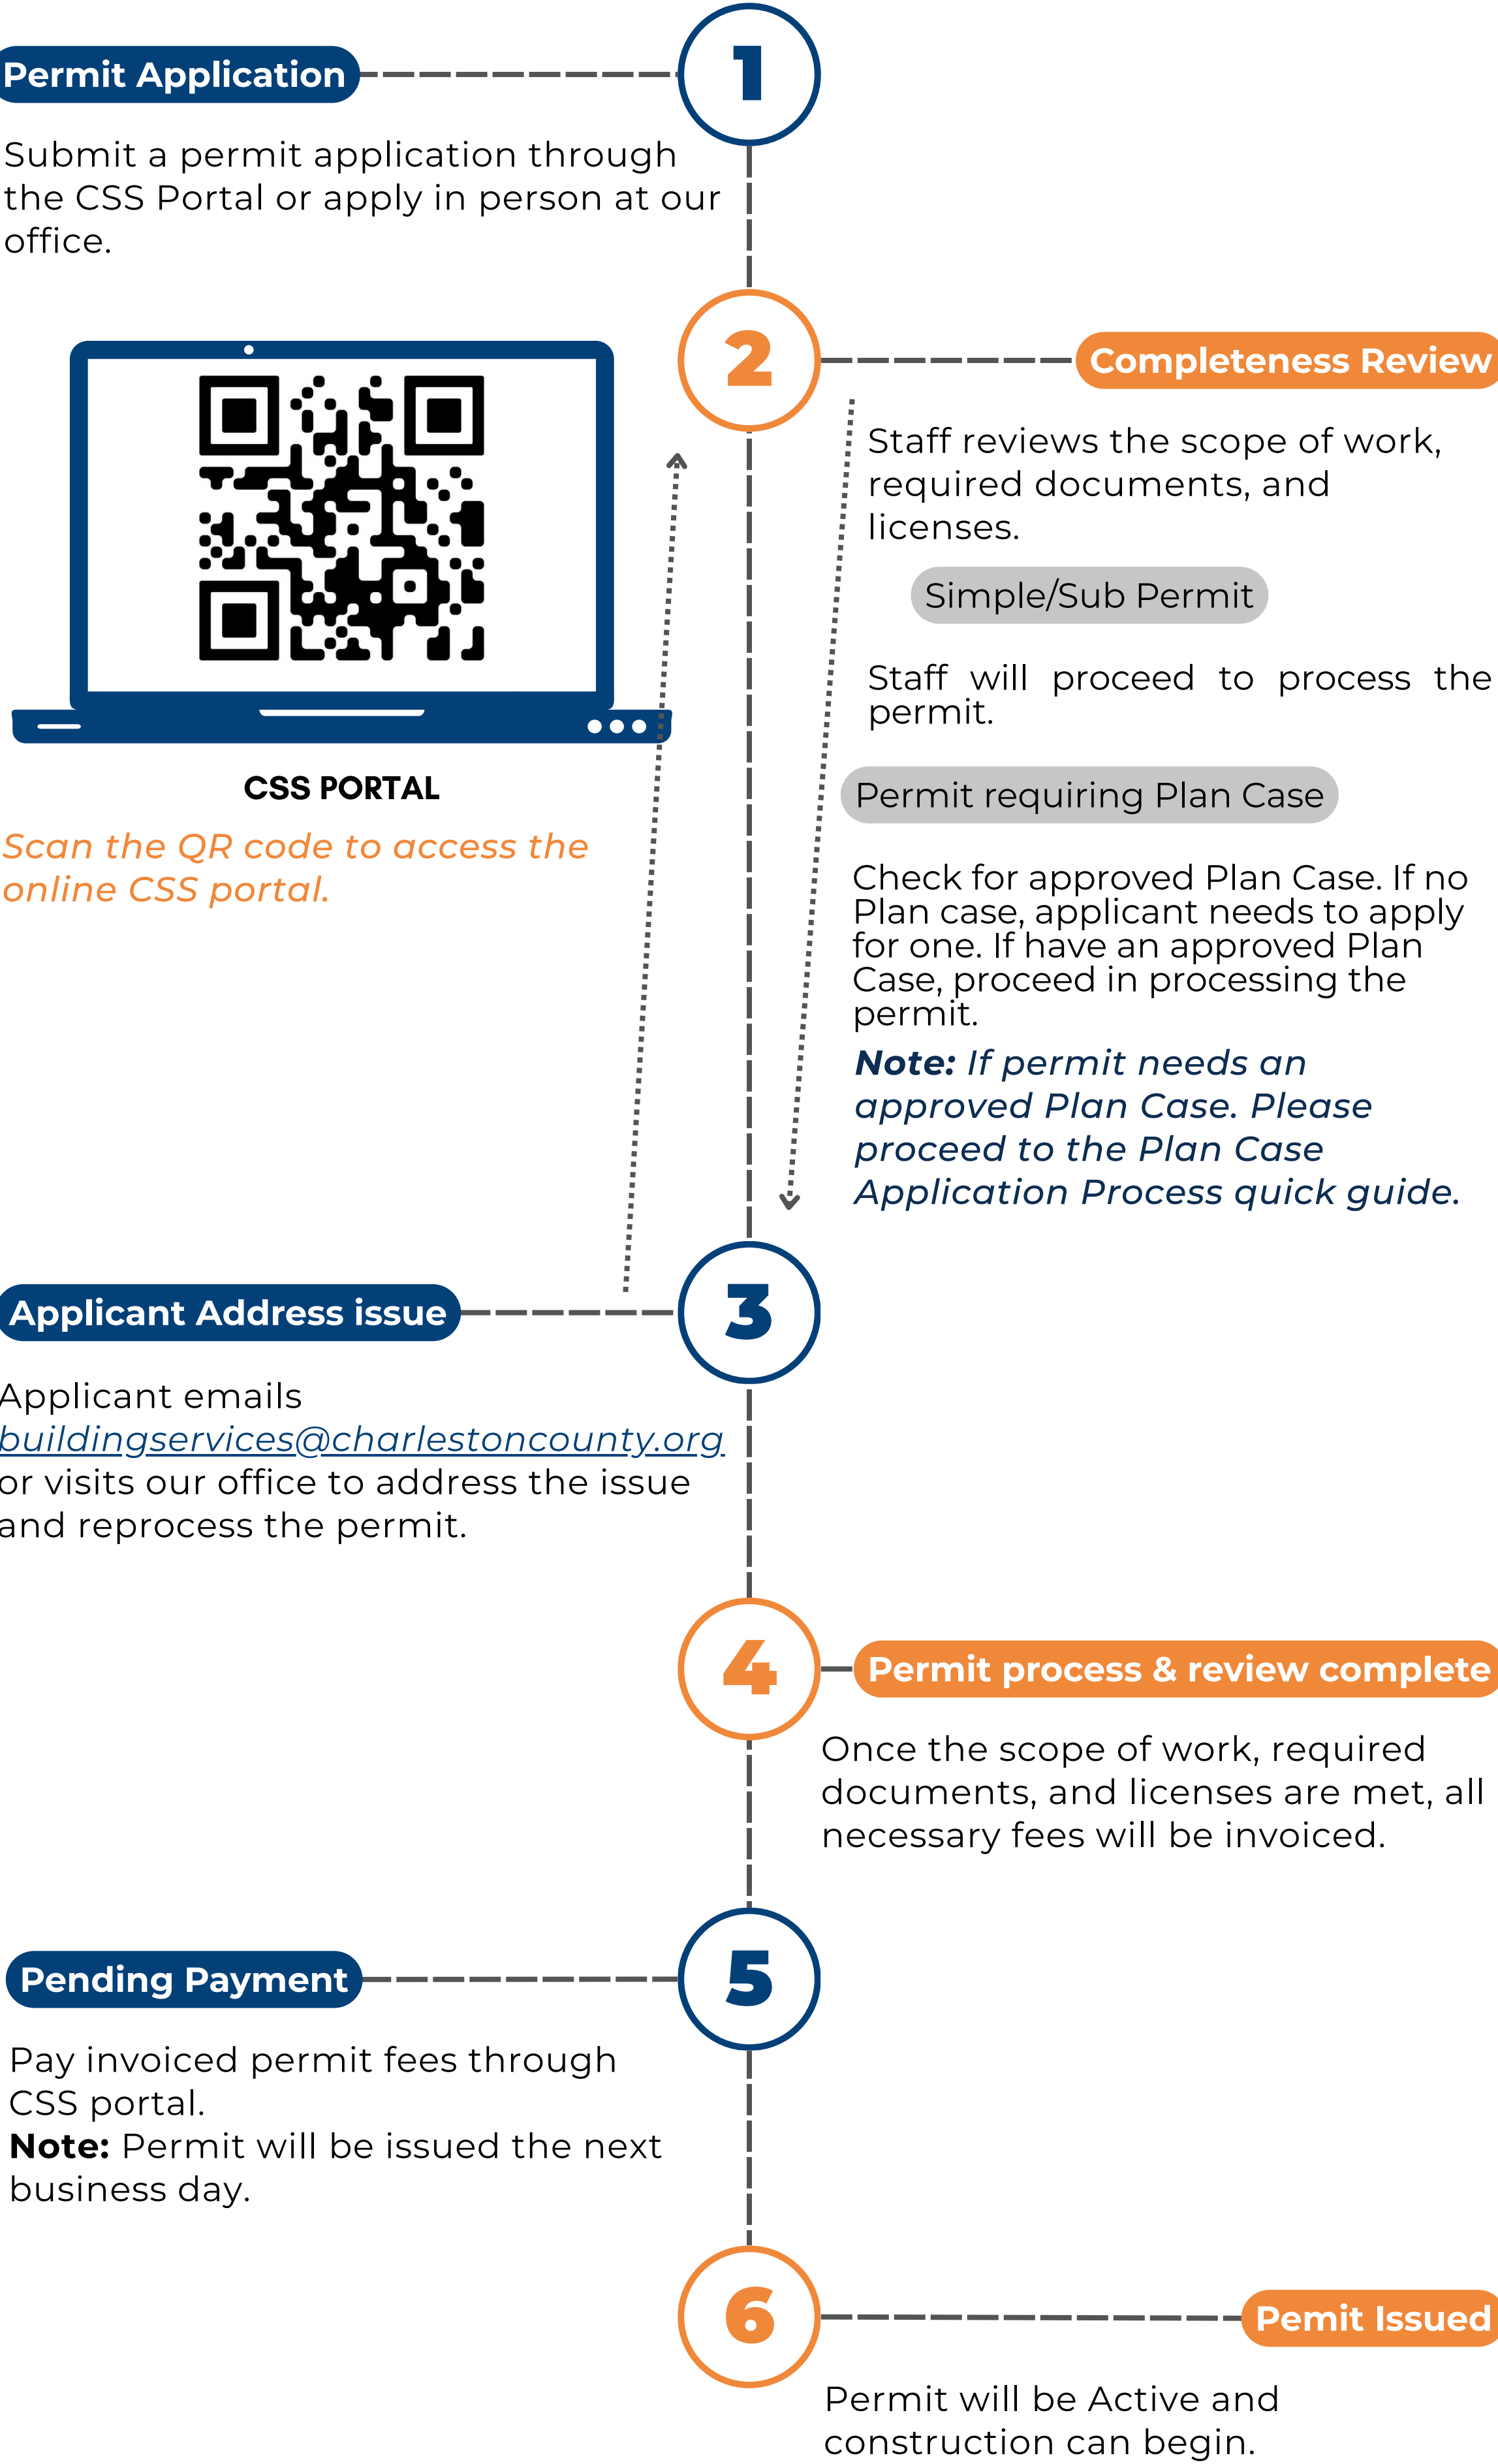 1
Permit Application
Submit a permit application through
the CSS Portal or apply in person at our
office.
CSS PORTAL
Scan the QR code to access the
online CSS portal.
2
Completeness Review
Staff reviews the scope of work,
required documents, and
licenses.
Simple/Sub Permit
Staff will proceed to process the
permit.
Permit requiring Plan Case
Check for approved Plan Case. If no
Plan case, applicant needs to apply
for one. If have an approved Plan
Case, proceed in processing the
permit.
Note: If permit needs an
approved Plan Case. Please
proceed to the Plan Case
Application Process quick guide.
3
Applicant Address issue
Applicant emails
buildingservices@charlestoncounty.org
or visits our office to address the issue
and reprocess the permit.
4
Permit process & review complete
Once the scope of work, required
documents, and licenses are met, all
necessary fees will be invoiced.
5
Pending Payment
Pay invoiced permit fees through
CSS portal.
Note: Permit will be issued the next
business day.
6
Pemit Issued
Permit will be Active and
construction can begin.